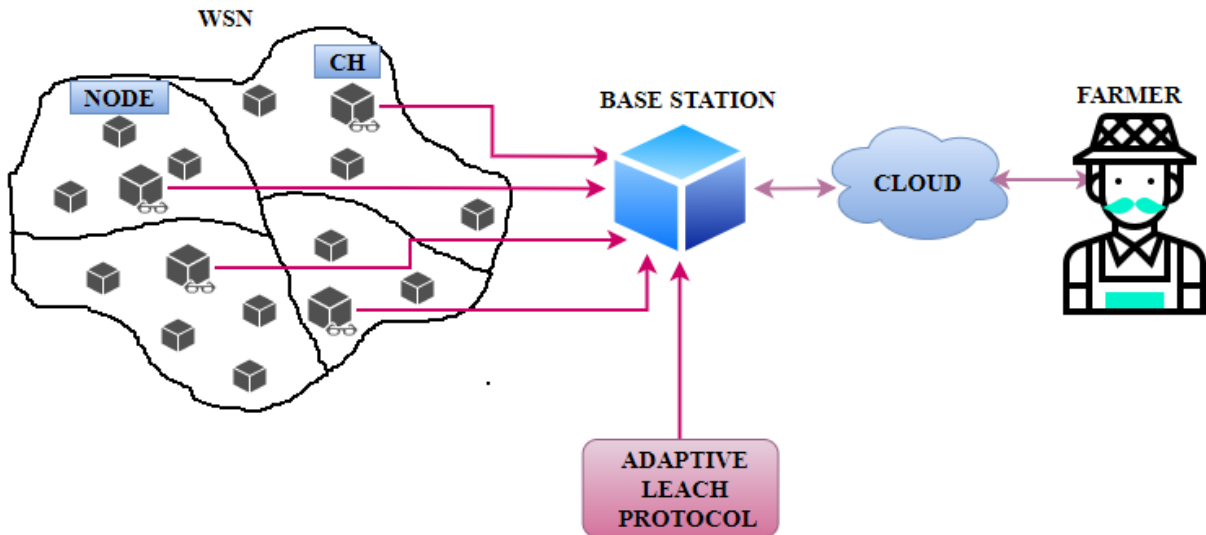 WSN
CH
NODE
BASE STATION
FARMER
CLOUD
ADAPTIVE
LEACH
PROTOCOL